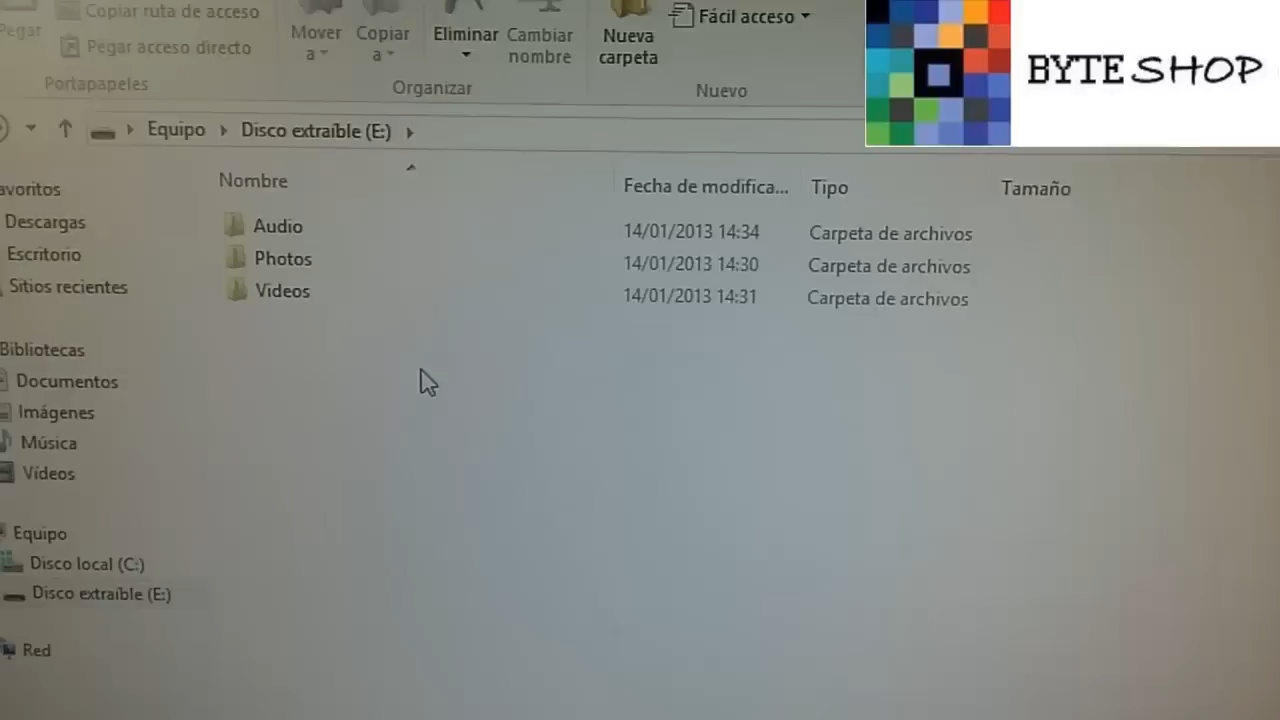 Pegar
Copiar ruta de acceso
Pegar acceso directo
Portapapeles
Mover a
Copiar a
Eliminar
Cambiar nombre
Organizar
Nueva carpeta
Fácil acceso
Nuevo
BYTE SHOP
Equipo Disco extraíble (E:)
Nombre Fecha de modifica... Tipo Tamaño
Audio 14/01/2013 14:34 Carpeta de archivos
Photos 14/01/2013 14:30 Carpeta de archivos
Videos 14/01/2013 14:31 Carpeta de archivos
avoritos
Descargas
Escritorio
Sitios recientes
Bibliotecas
Documentos
Imágenes
Música
Vídeos
Equipo
Disco local (C:)
Disco extraíble (E:)
Red